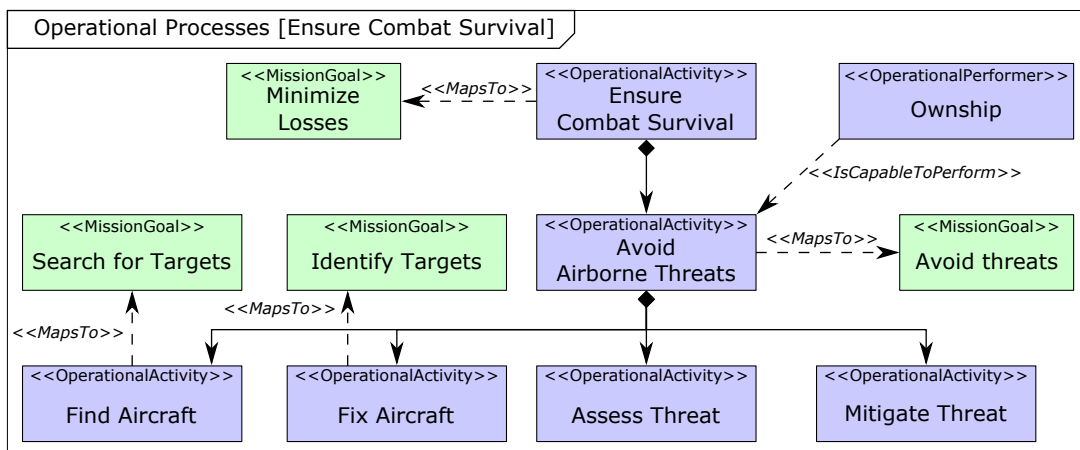 Operational Processes [Ensure Combat Survival]
<<MissionGoal>>
Minimize
Losses
<<MapsTo>>
<<OperationalActivity>>
Ensure
Combat Survival
<<OperationalPerformer>>
Ownship
<<IsCapableToPerform>>
<<MissionGoal>>
Search for Targets
<<MissionGoal>>
Identify Targets
<<OperationalActivity>>
Avoid
Airborne Threats
<<MapsTo>>
<<MissionGoal>>
Avoid threats
<<MapsTo>>
<<MapsTo>>
<<OperationalActivity>>
Find Aircraft
<<OperationalActivity>>
Fix Aircraft
<<OperationalActivity>>
Assess Threat
<<OperationalActivity>>
Mitigate Threat